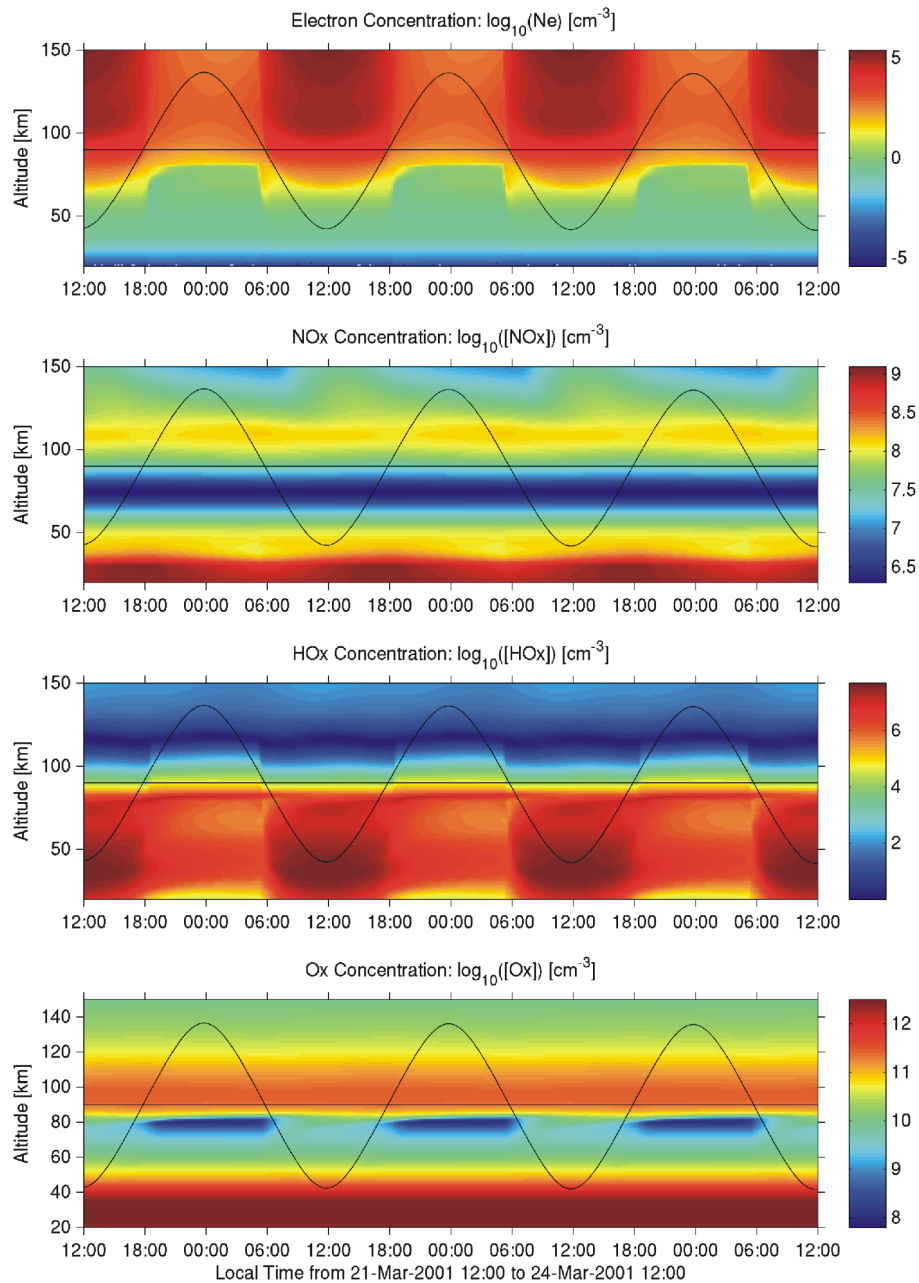 Electron Concentration: log10(Ne) [cm-3]
Altitude [km]
150
100
50
12:00 18:00 00:00 06:00 12:00 18:00 00:00 06:00 12:00 18:00 00:00 06:00 12:00
5
0
-5
NOx Concentration: log10([NOx]) [cm-3]
Altitude [km]
150
100
50
12:00 18:00 00:00 06:00 12:00 18:00 00:00 06:00 12:00 18:00 00:00 06:00 12:00
9
8.5
8
7.5
7
6.5
HOx Concentration: log10([HOx]) [cm-3]
Altitude [km]
150
100
50
12:00 18:00 00:00 06:00 12:00 18:00 00:00 06:00 12:00 18:00 00:00 06:00 12:00
6
4
2
Ox Concentration: log10([Ox]) [cm-3]
Altitude [km]
140
120
100
80
60
40
20
12:00 18:00 00:00 06:00 12:00 18:00 00:00 06:00 12:00 18:00 00:00 06:00 12:00
12
11
10
9
8
Local Time from 21-Mar-2001 12:00 to 24-Mar-2001 12:00